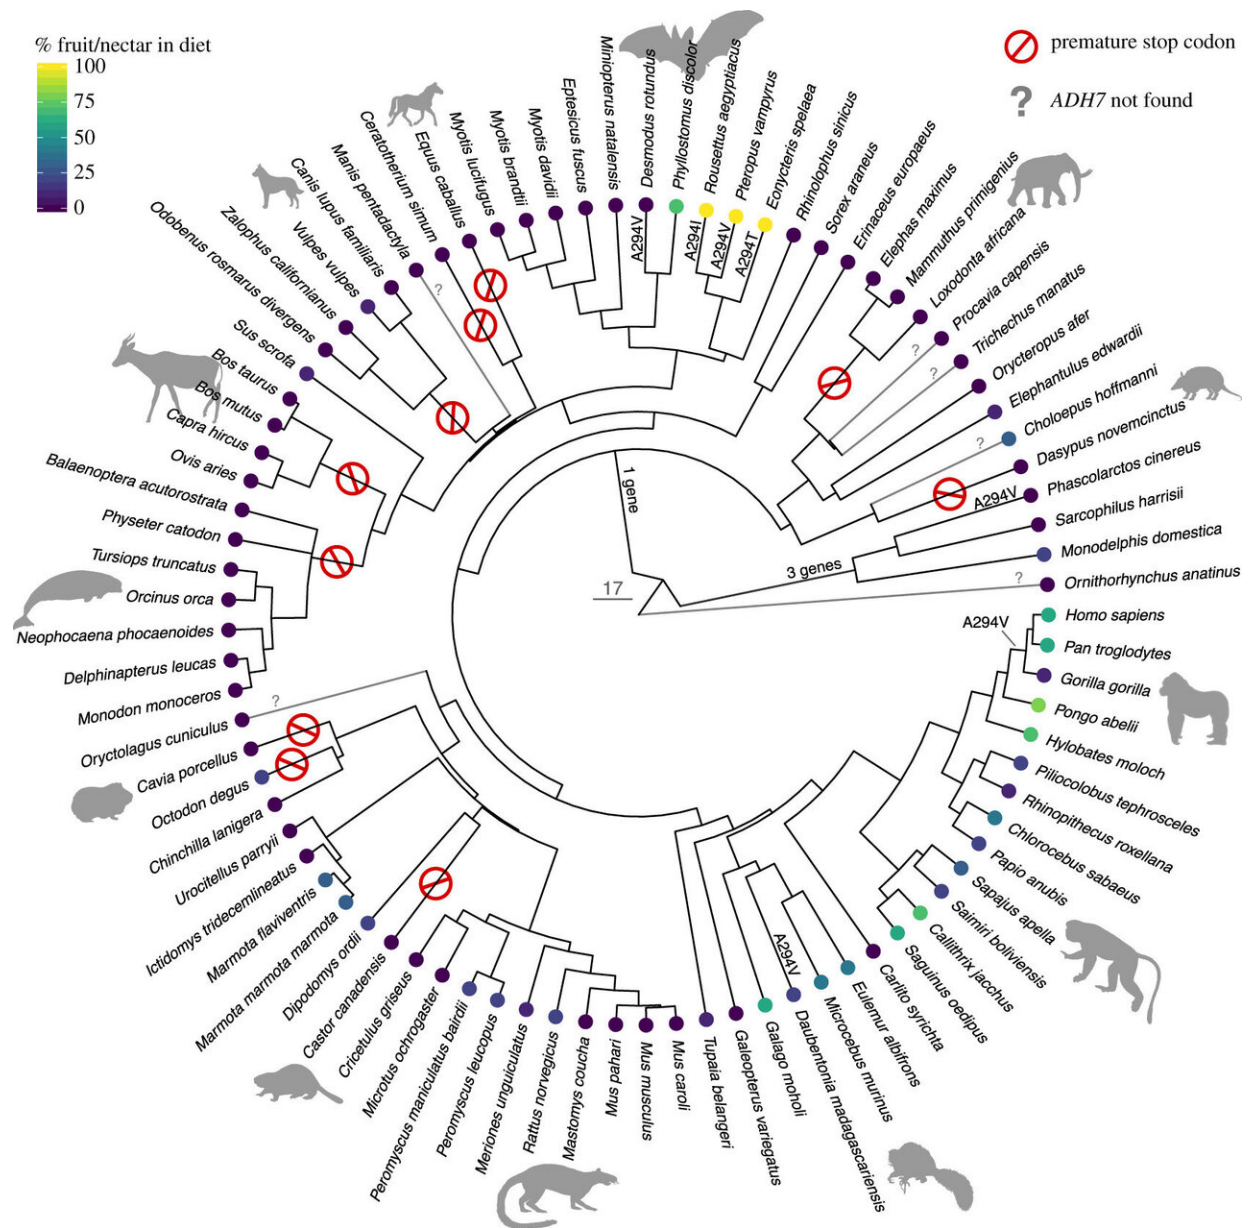 % fruit/nectar in diet
100
75
50
25
0
premature stop codon
? ADH7 not found
Odobenus rosmarus divergens
Zalophus californianus
Vulpes vulpes
Canis lupus familiaris
Manis pentadactyla
Ceratotherium simum
Equus caballus
Myotis lucifugus
Myotis brandtii
Myotis davidii
Eptesicus fuscus
Miniopterus natalensis
Desmodus rotundus
Phyllostomus discolor
Rousettus aegyptiacus
Pteropus vampyrus
Eonycteris spelaea
Rhinolophus sinicus
Sorex araneus
Erinaceus europaeus
Elephas maximus
Mammuthus primigenius
Loxodonta africana
Procavia capensis
Trichechus manatus
Orycteropus afer
Elephantulus edwardii
Choloepus hoffmanni
Dasypus novemcinctus
Phascolarctos cinereus
Sarcophilus harrisii
Monodelphis domestica
Ornithorhynchus anatinus
Homo sapiens
Pan troglodytes
Gorilla gorilla
Pongo abelii
Hylobates moloch
Piliocolobus tephrosceles
Rhinopithecus roxellana
Chlorocebus sabaeus
Papio anubis
Sapajus apella
Saimiri boliviensis
Callithrix jacchus
Saguinus oedipus
Carlito syrichta
Eulemur albifrons
Microcebus murinus
Daubentonia madagascariensis
Galago moholi
Galeopterus variegatus
Tupaia belangeri
Mus caroli
Mus musculus
Mus pahari
Mastomys coucha
Rattus norvegicus
Meriones unguiculatus
Peromyscus leucopus
Peromyscus maniculatus bairdii
Microtus ochrogaster
Cricetulus griseus
Castor canadensis
Dipodomys ordii
Marmota marmota marmota
Marmota flaviventris
Ictidomys tridecemlineatus
Urocitellus parryii
Chinchilla lanigera
Octodon degus
Cavia porcellus
Oryctolagus cuniculus
Monodon monoceros
Delphinapterus leucas
Neophocaena phocaenoides
Orcinus orca
Tursiops truncatus
Physeter catodon
Balaenoptera acutorostrata
Ovis aries
Capra hircus
Bos mutus
Bos taurus
Sus scrofa
A294V
A294I
A294V
A294T
?
?
?
?
A294V
?
A294V
A294V
?
1 gene
3 genes
17